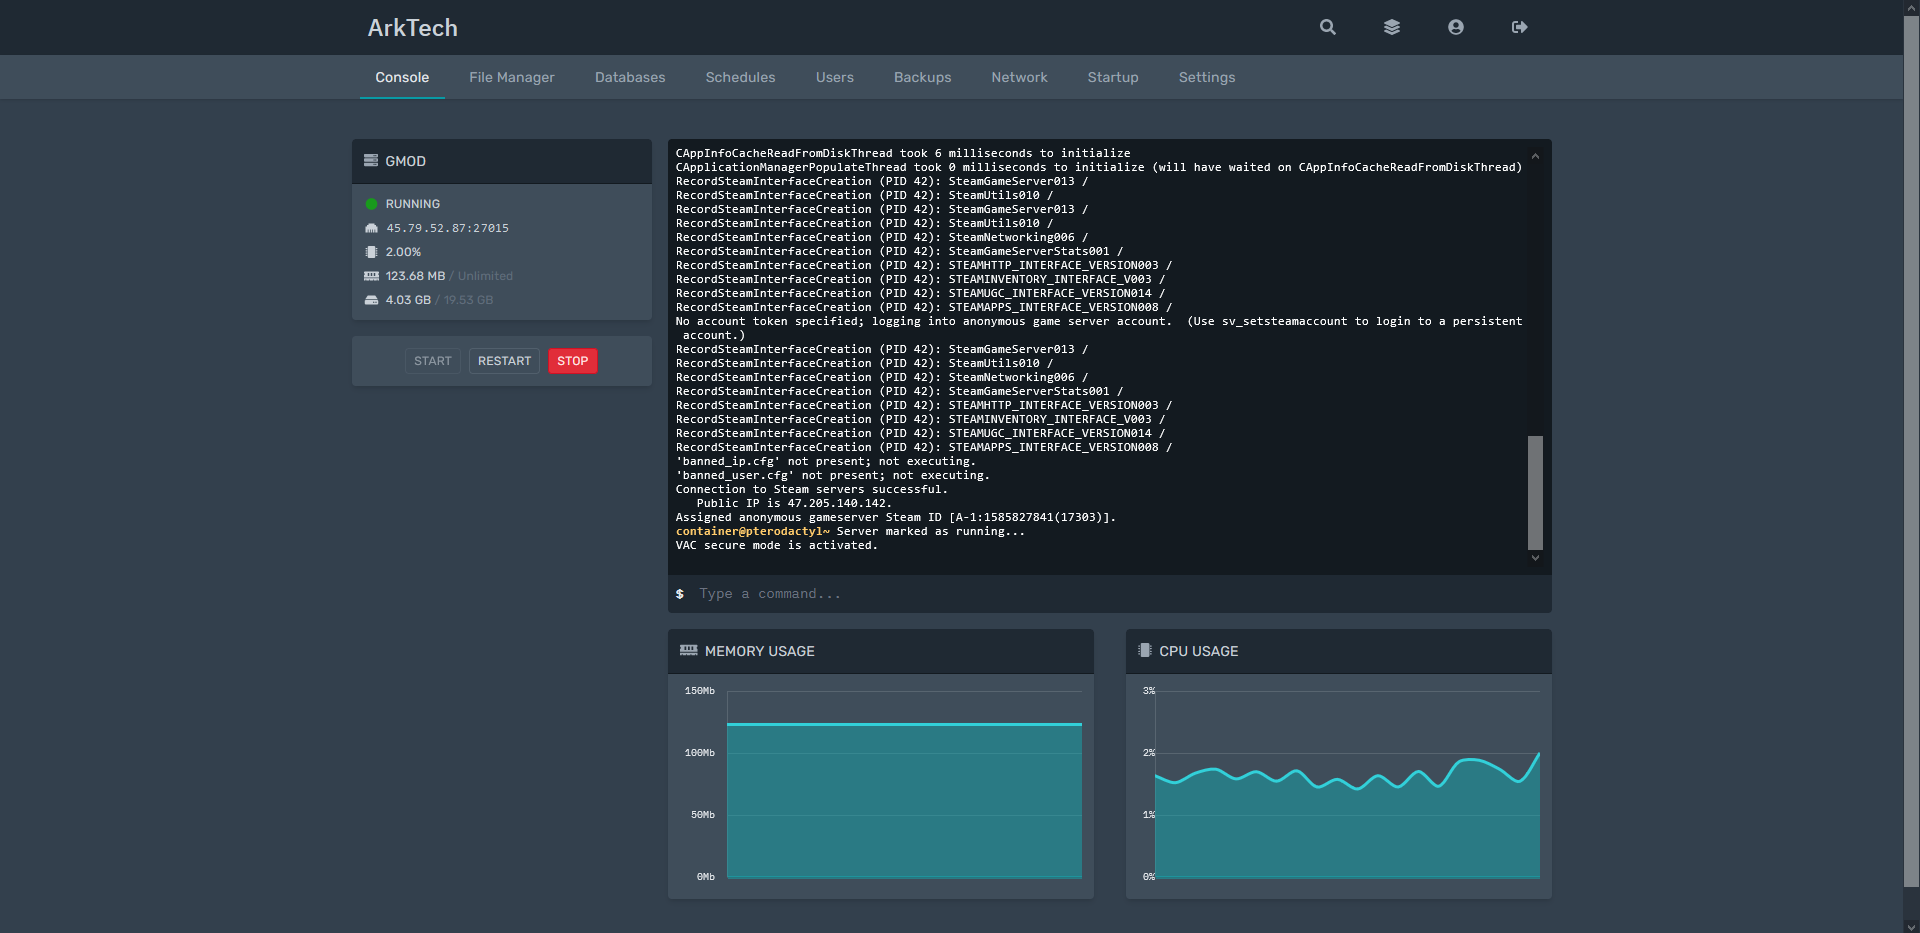 ArkTech
Console File Manager Databases Schedules Users Backups Network Startup Settings
GMOD
RUNNING
45.79.52.87:27015
2.00%
123.68 MB / Unlimited
4.03 GB / 19.53 GB
START RESTART STOP
CAppInfoCacheReadFromDiskThread took 6 milliseconds to initialize
CApplicationManagerPopulateThread took 0 milliseconds to initialize (will have waited on CAppInfoCacheReadFromDiskThread)
RecordSteamInterfaceCreation (PID 42): SteamGameServer013 /
RecordSteamInterfaceCreation (PID 42): SteamUtils010 /
RecordSteamInterfaceCreation (PID 42): SteamGameServer013 /
RecordSteamInterfaceCreation (PID 42): SteamUtils010 /
RecordSteamInterfaceCreation (PID 42): SteamNetworking006 /
RecordSteamInterfaceCreation (PID 42): SteamGameServerStats001 /
RecordSteamInterfaceCreation (PID 42): STEAMHTTP_INTERFACE_VERSION003 /
RecordSteamInterfaceCreation (PID 42): STEAMINVENTORY_INTERFACE_V003 /
RecordSteamInterfaceCreation (PID 42): STEAMUGC_INTERFACE_VERSION014 /
RecordSteamInterfaceCreation (PID 42): STEAMAPPS_INTERFACE_VERSION008 /
No account token specified; logging into anonymous game server account.  (Use sv_setsteamaccount to login to a persistent
 account.)
RecordSteamInterfaceCreation (PID 42): SteamGameServer013 /
RecordSteamInterfaceCreation (PID 42): SteamUtils010 /
RecordSteamInterfaceCreation (PID 42): SteamNetworking006 /
RecordSteamInterfaceCreation (PID 42): SteamGameServerStats001 /
RecordSteamInterfaceCreation (PID 42): STEAMHTTP_INTERFACE_VERSION003 /
RecordSteamInterfaceCreation (PID 42): STEAMINVENTORY_INTERFACE_V003 /
RecordSteamInterfaceCreation (PID 42): STEAMUGC_INTERFACE_VERSION014 /
RecordSteamInterfaceCreation (PID 42): STEAMAPPS_INTERFACE_VERSION008 /
'banned_ip.cfg' not present; not executing.
'banned_user.cfg' not present; not executing.
Connection to Steam servers successful.
   Public IP is 47.205.140.142.
Assigned anonymous gameserver Steam ID [A-1:1585827841(17303)].
container@pterodactyl~ Server marked as running...
VAC secure mode is activated.
$ Type a command...
MEMORY USAGE
150Mb
100Mb
50Mb
0Mb
CPU USAGE
3%
2%
1%
0%